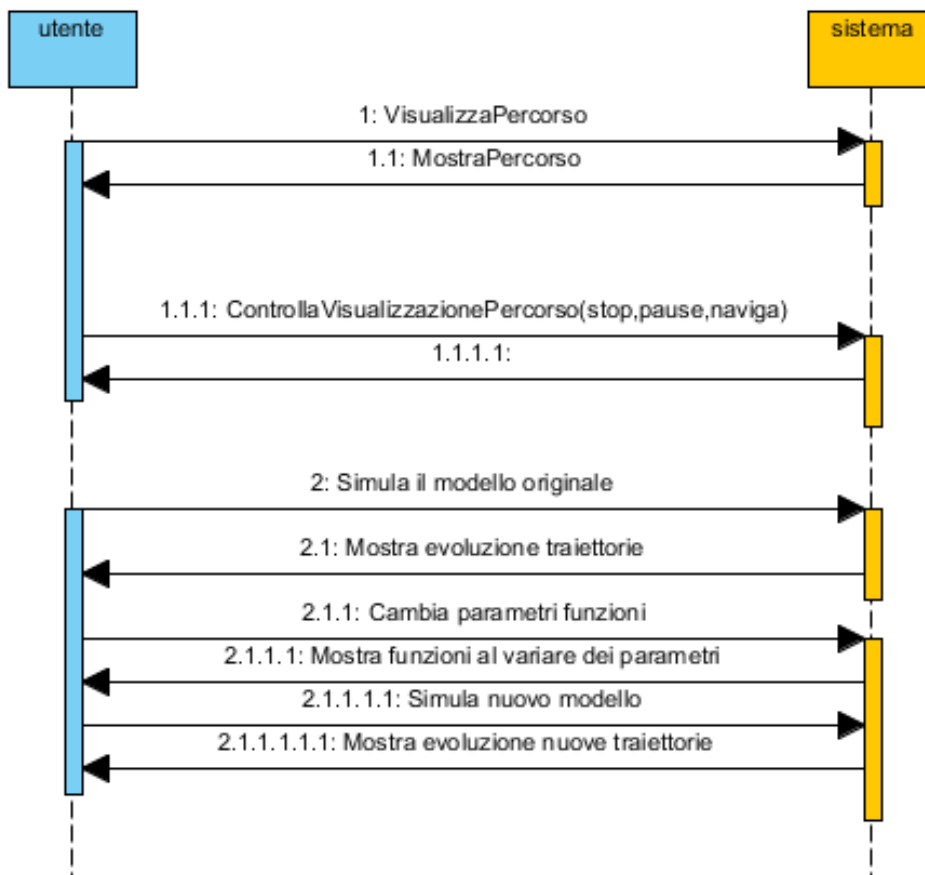 utente
sistema
1: VisualizzaPercorso
1.1: MostraPercorso
1.1.1: ControllaVisualizzazionePercorso(stop,pause,naviga)
1.1.1.1:
2: Simula il modello originale
2.1: Mostra evoluzione traiettorie
2.1.1: Cambia parametri funzioni
2.1.1.1: Mostra funzioni al variare dei parametri
2.1.1.1.1: Simula nuovo modello
2.1.1.1.1.1: Mostra evoluzione nuove traiettorie